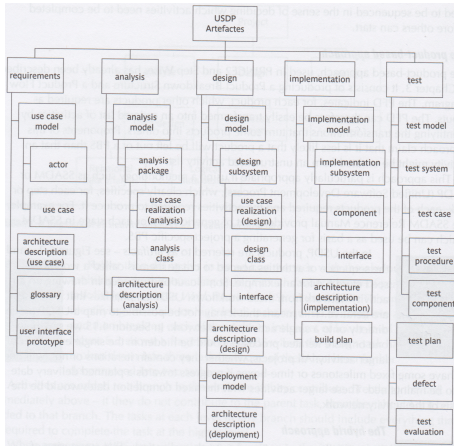 USDP
Artefactes
requirements
use case
model
actor
use case
architecture
description
(use case)
glossary
user interface
prototype
analysis
analysis
model
analysis
package
use case
realization
(analysis)
analysis
class
architecture
description
(analysis)
design
design
model
design
subsystem
use case
realization
(design)
design
class
interface
architecture
description
(design)
deployment
model
architecture
description
(deployment)
implementation
implementation
model
implementation
subsystem
component
interface
architecture
description
(implementation)
build plan
test
test model
test system
test case
test
procedure
test
component
test plan
defect
test
evaluation